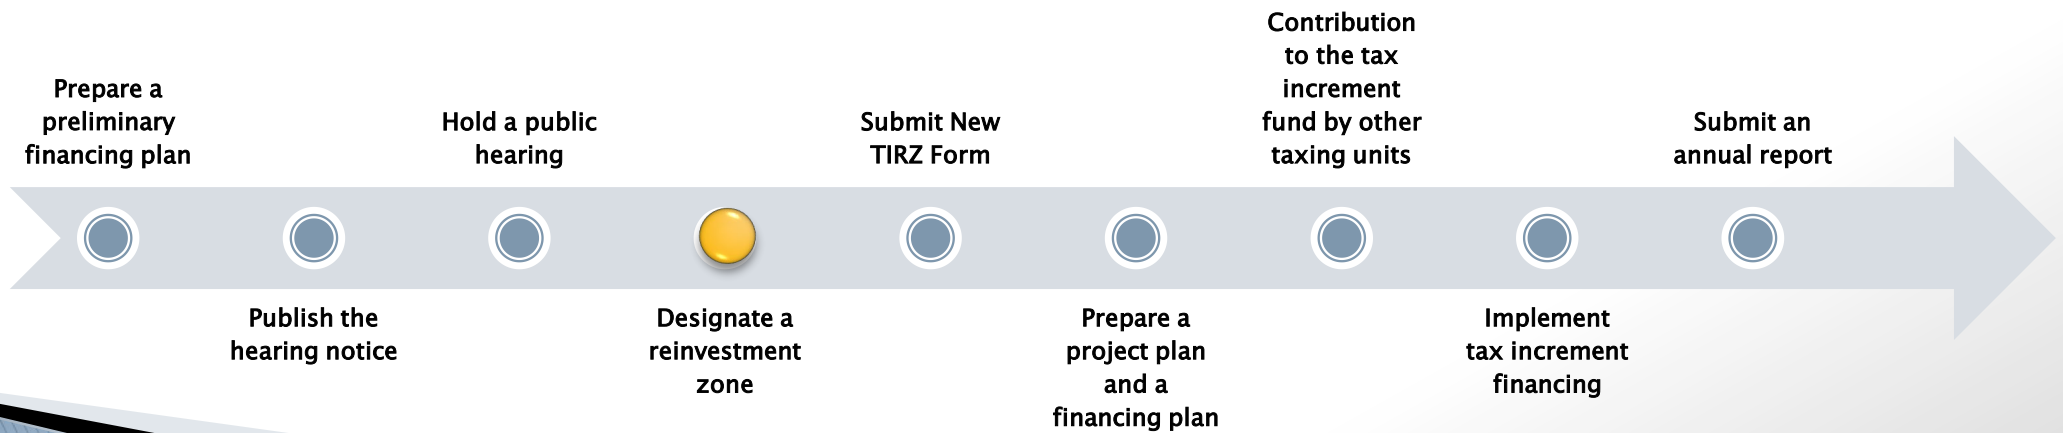 Prepare a
preliminary
financing plan
Publish the
hearing notice
Hold a public
hearing
Designate a
reinvestment
zone
Submit New
TIRZ Form
Prepare a
project plan
and a
financing plan
Contribution
to the tax
increment
fund by other
taxing units
Implement
tax increment
financing
Submit an
annual report